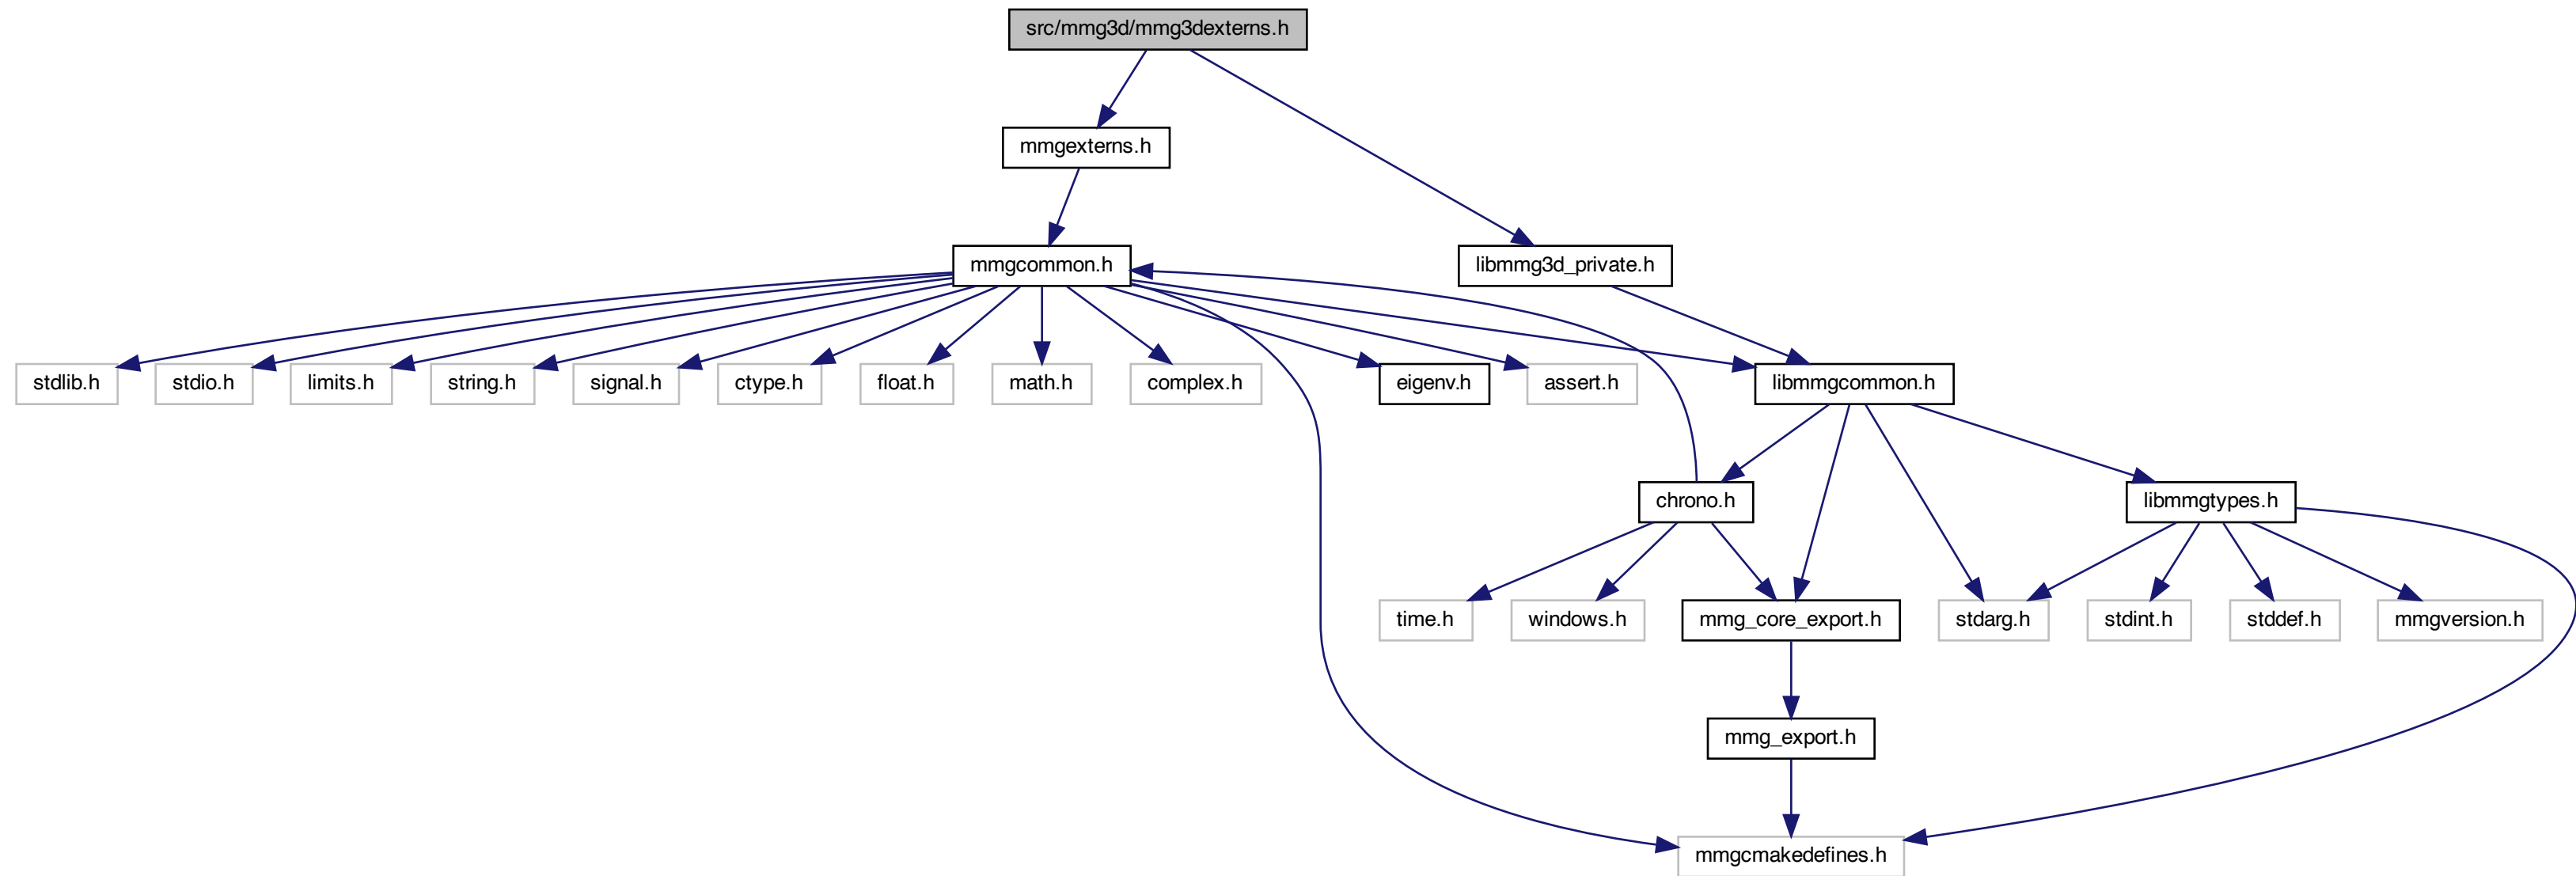 src/mmg3d/mmg3dexterns.h
mmgexterns.h
mmgcommon.h
libmmg3d_private.h
stdlib.h
stdio.h
limits.h
string.h
signal.h
ctype.h
float.h
math.h
complex.h
eigenv.h
assert.h
libmmgcommon.h
chrono.h
libmmgtypes.h
time.h
windows.h
mmg_core_export.h
stdarg.h
stdint.h
stddef.h
mmgversion.h
mmg_export.h
mmgcmakedefines.h